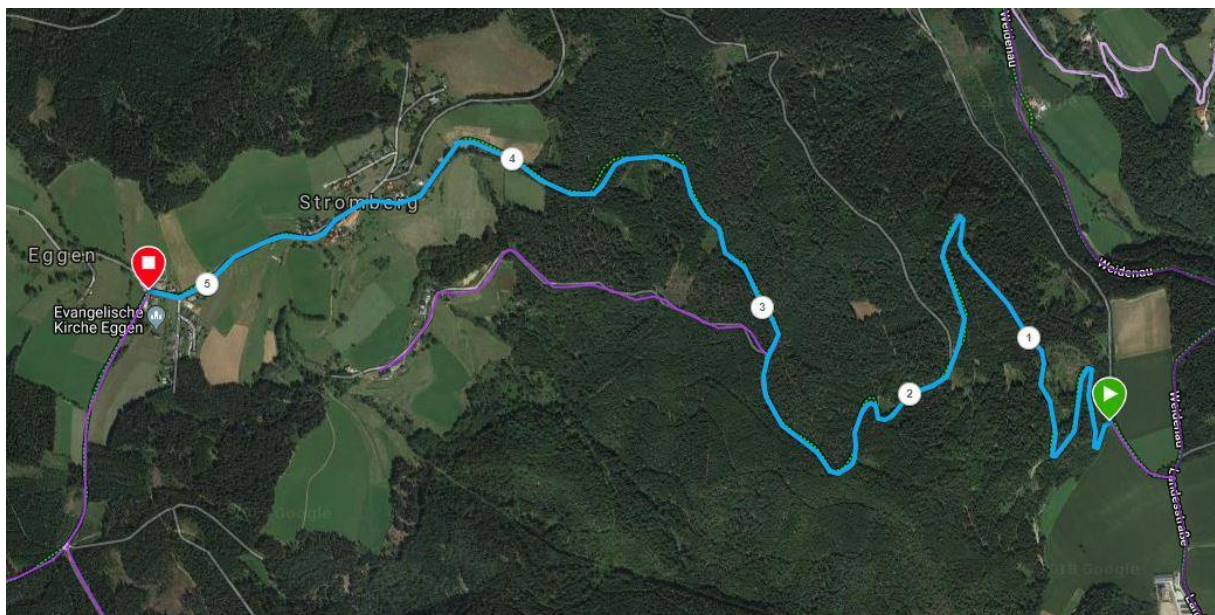 Weidenau
Stromberg
4
Eggen
5
Evangelische
Kirche Eggen
3
1
2
Weidenau
Weidenau
Landesstraße